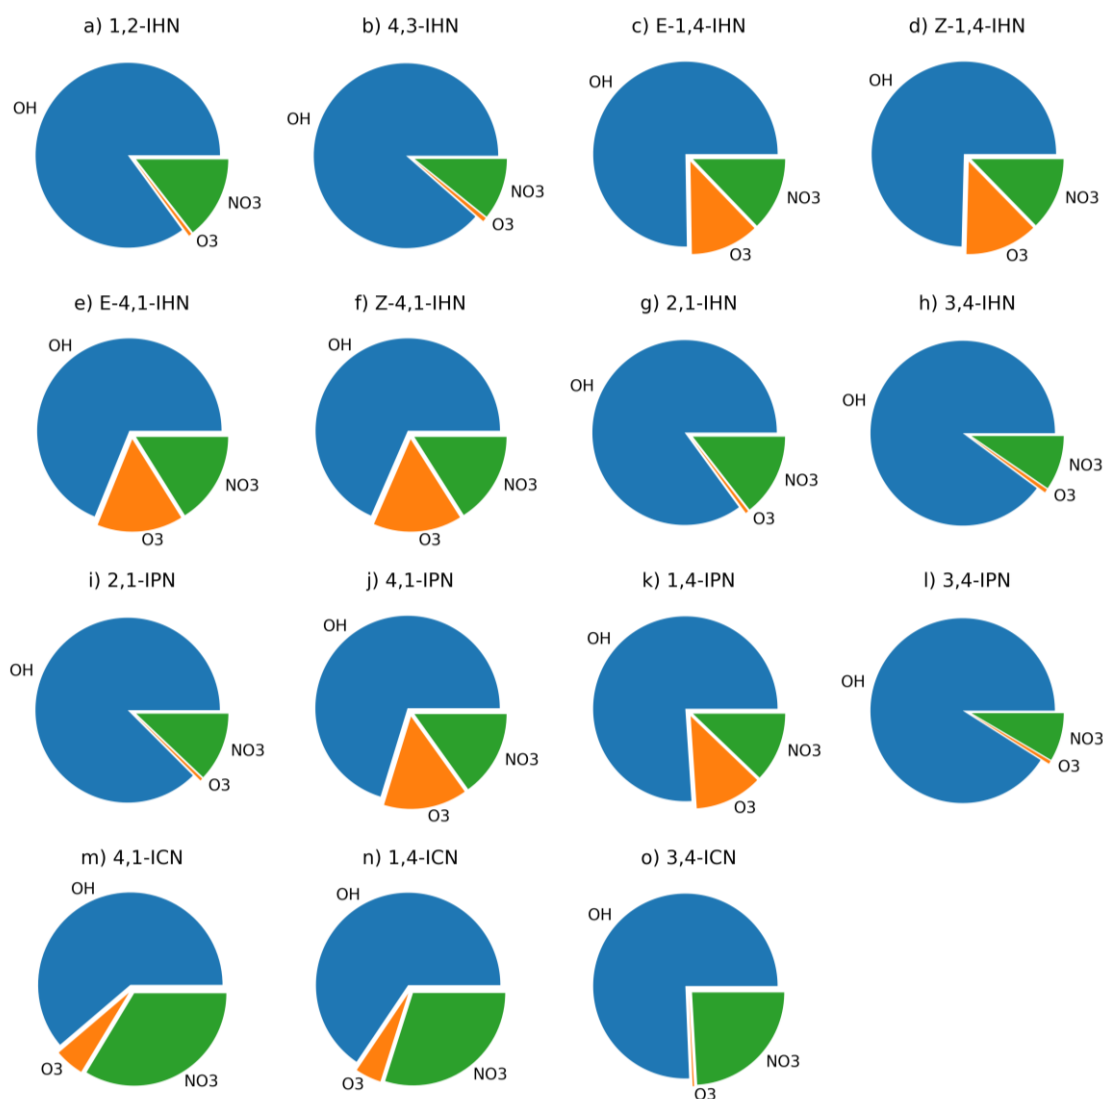 a) 1,2-IHN
OH
NO3
O3
b) 4,3-IHN
OH
NO3
O3
c) E-1,4-IHN
OH
NO3
O3
d) Z-1,4-IHN
OH
NO3
O3
e) E-4,1-IHN
OH
NO3
O3
f) Z-4,1-IHN
OH
NO3
O3
g) 2,1-IHN
OH
NO3
O3
h) 3,4-IHN
OH
NO3
O3
i) 2,1-IPN
OH
NO3
O3
j) 4,1-IPN
OH
NO3
O3
k) 1,4-IPN
OH
NO3
O3
l) 3,4-IPN
OH
NO3
O3
m) 4,1-ICN
OH
O3
NO3
n) 1,4-ICN
OH
O3
NO3
o) 3,4-ICN
OH
NO3
O3